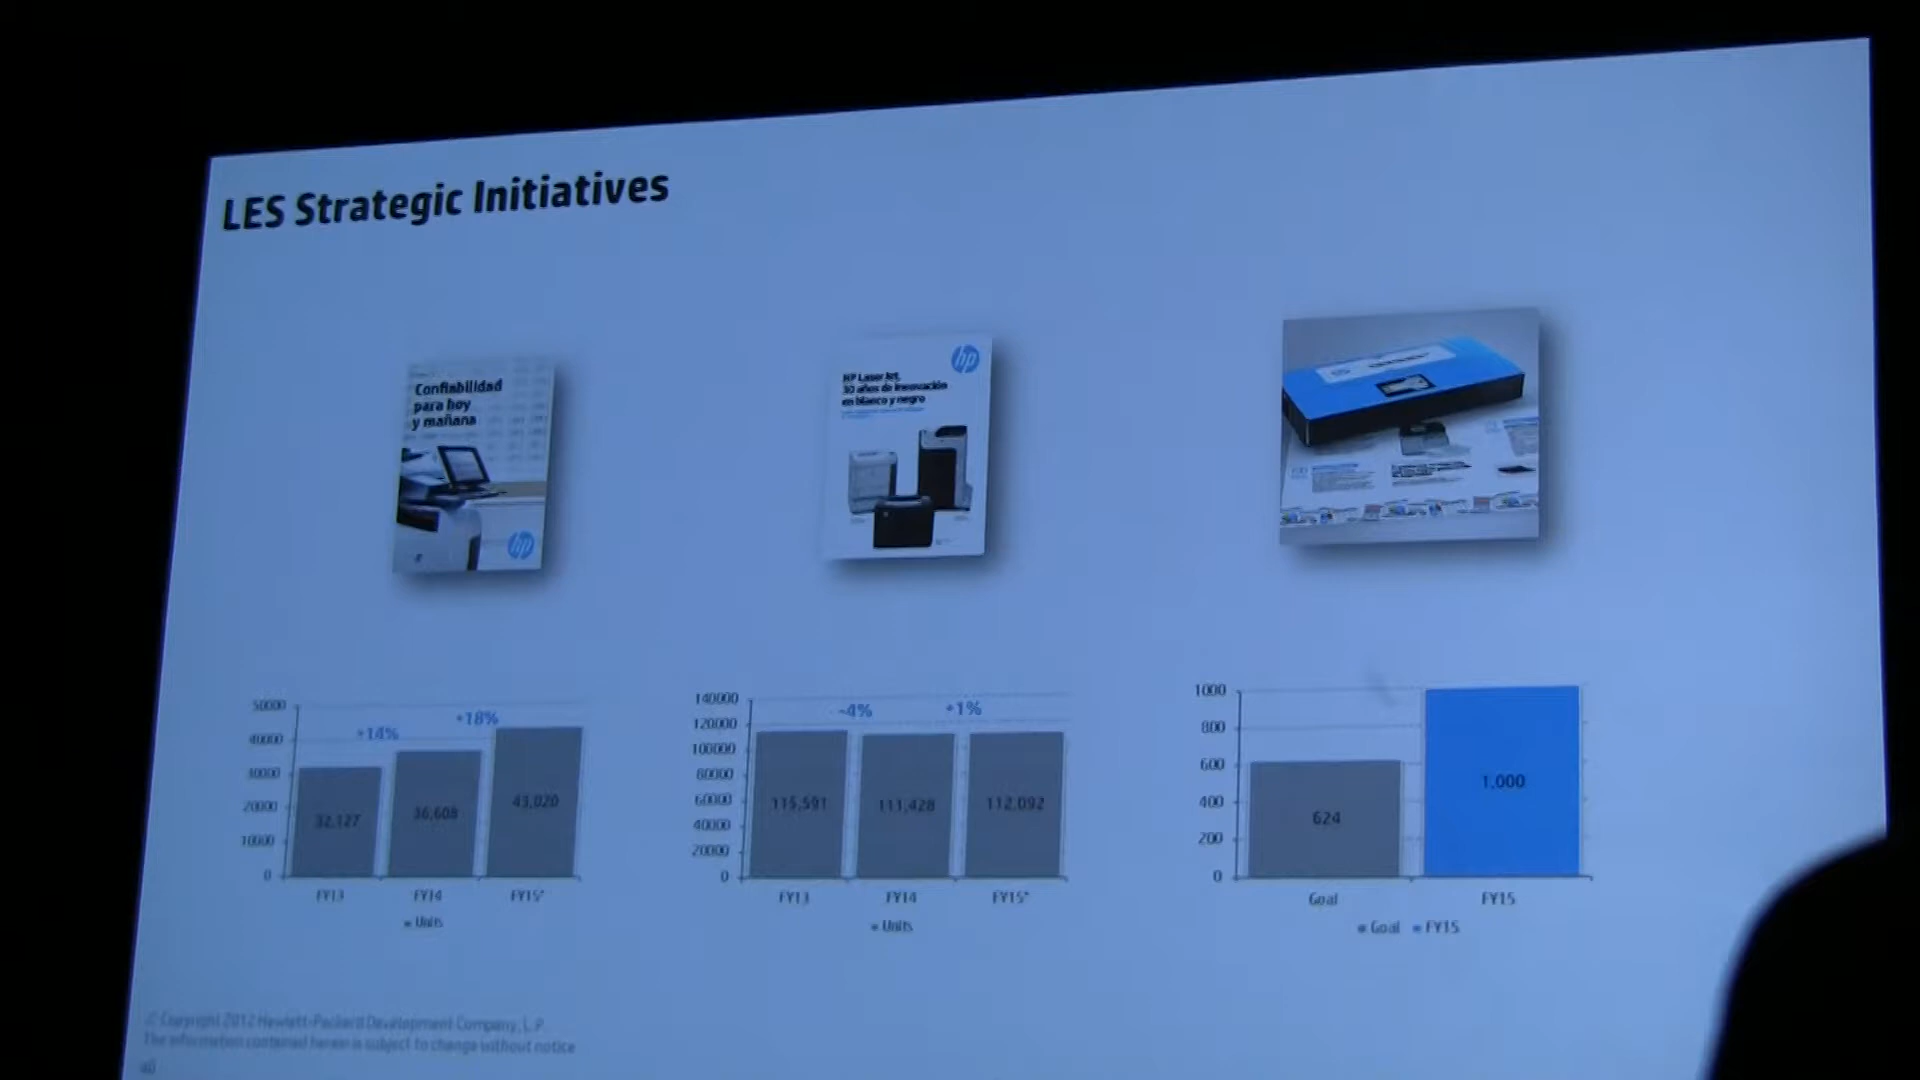 LES Strategic Initiatives
Confiabilidad
para hoy
y mañana
hp
hp
HP LaserJet,
30 años de innovación
en blanco y negro
50000
40000
30000
20000
10000
0
+14%
+18%
32,127
36,608
43,020
FY13
FY14
FY15*
Units
140000
120000
100000
80000
60000
40000
20000
0
-4%
+1%
115,591
111,428
112,092
FY13
FY14
FY15*
Units
1000
800
600
400
200
0
624
1,000
Goal
FY15
Goal
FY15
© Copyright 2012 Hewlett-Packard Development Company, L.P.
The information contained herein is subject to change without notice